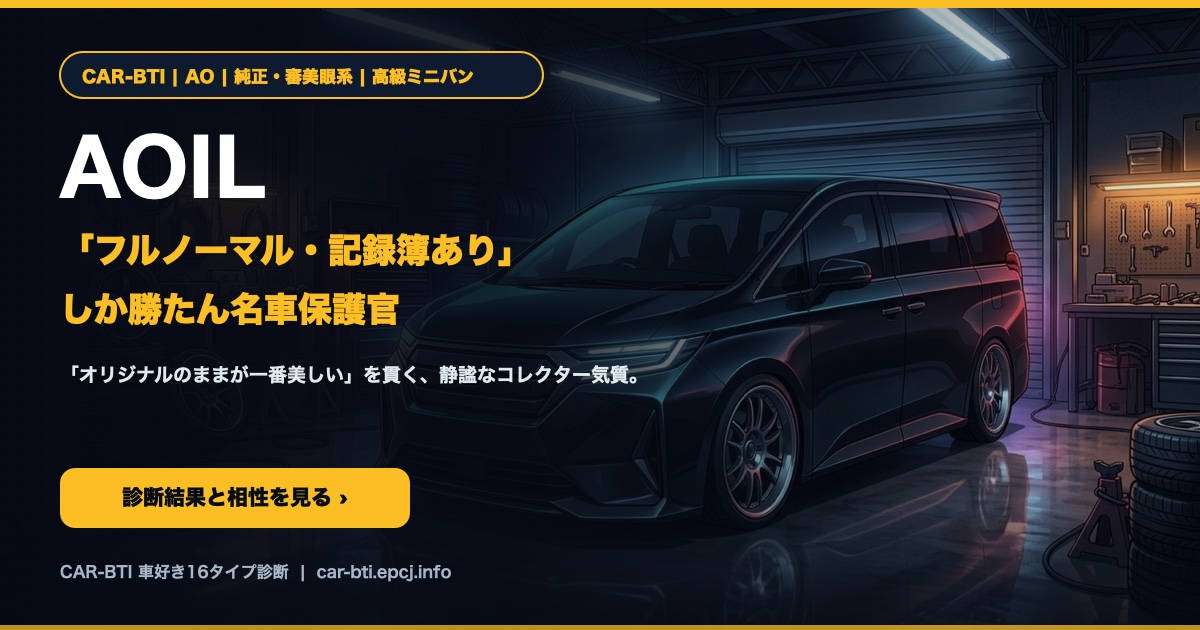 CAR-BTI | AO | 純正・審美眼系 | 高級ミニバン
AOIL
「フルノーマル・記録簿あり」
しか勝たん名車保護官
「オリジナルのままが一番美しい」を貫く、静謐なコレクター気質。
診断結果と相性を見る ›
CAR-BTI 車好き16タイプ診断 | car-bti.epcj.info